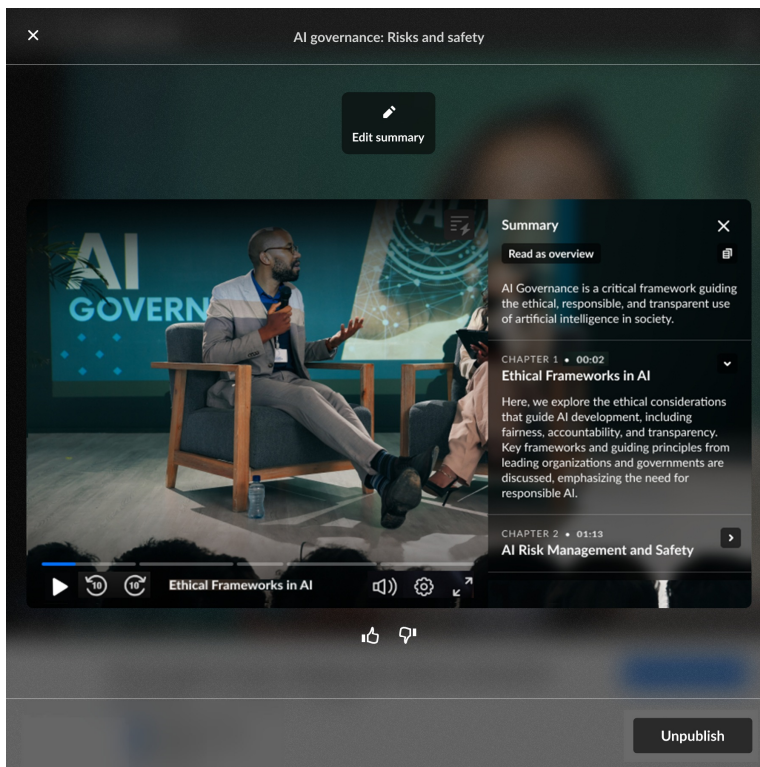 AI governance: Risks and safety
Edit summary
AI
GOVERN
Summary
Read as overview
AI Governance is a critical framework guiding
the ethical, responsible, and transparent use
of artificial intelligence in society.
CHAPTER 1 • 00:02
Ethical Frameworks in AI
Here, we explore the ethical considerations
that guide AI development, including
fairness, accountability, and transparency.
Key frameworks and guiding principles from
leading organizations and governments are
discussed, emphasizing the need for
responsible AI.
CHAPTER 2 • 01:13
AI Risk Management and Safety
10
10
Ethical Frameworks in AI
Unpublish